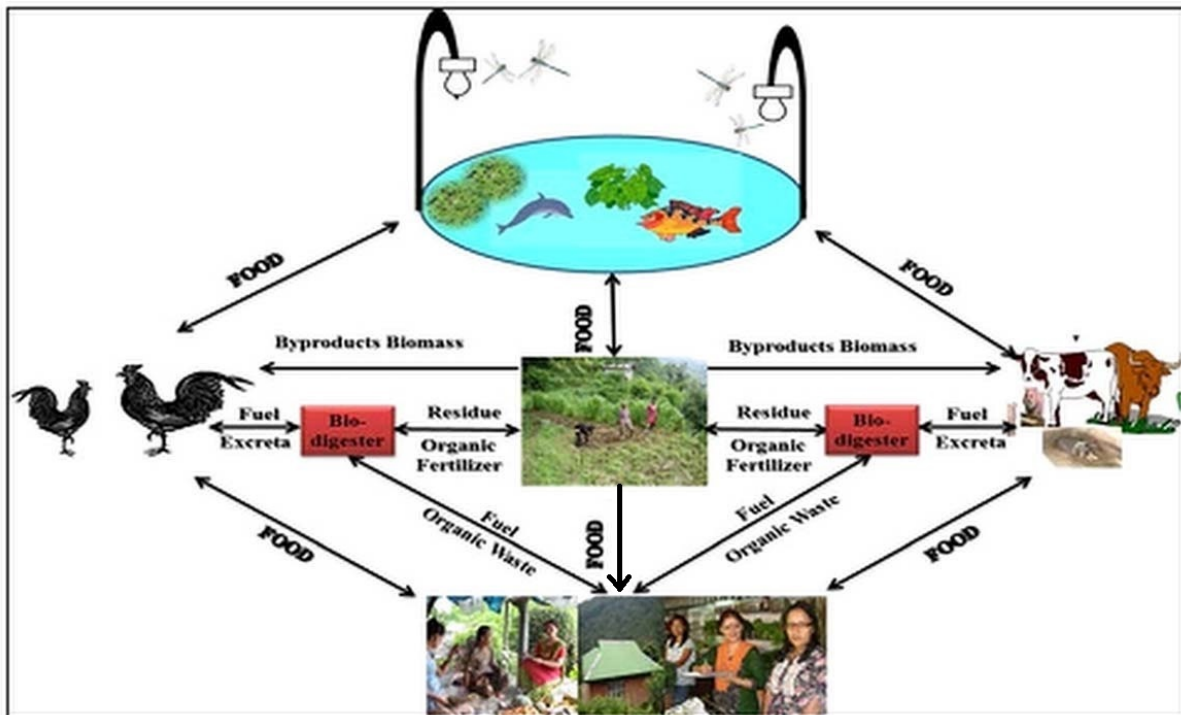 FOOD
FOOD
FOOD
Byproducts Biomass
Byproducts Biomass
Fuel
Excreta
Bio-
digester
Residue
Organic
Fertilizer
Residue
Organic
Fertilizer
Bio-
digester
Fuel
Excreta
Fuel
Organic Waste
Fuel
Organic Waste
FOOD
FOOD
FOOD